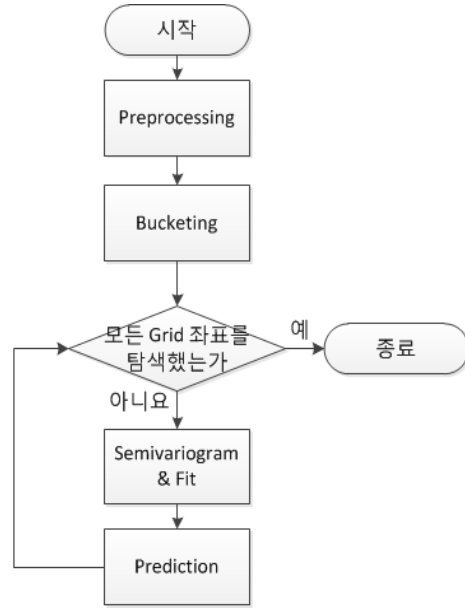 시작
Preprocessing
Bucketing
모든 Grid 좌표를
탐색했는가
예
종료
아니요
Semivariogram
& Fit
Prediction